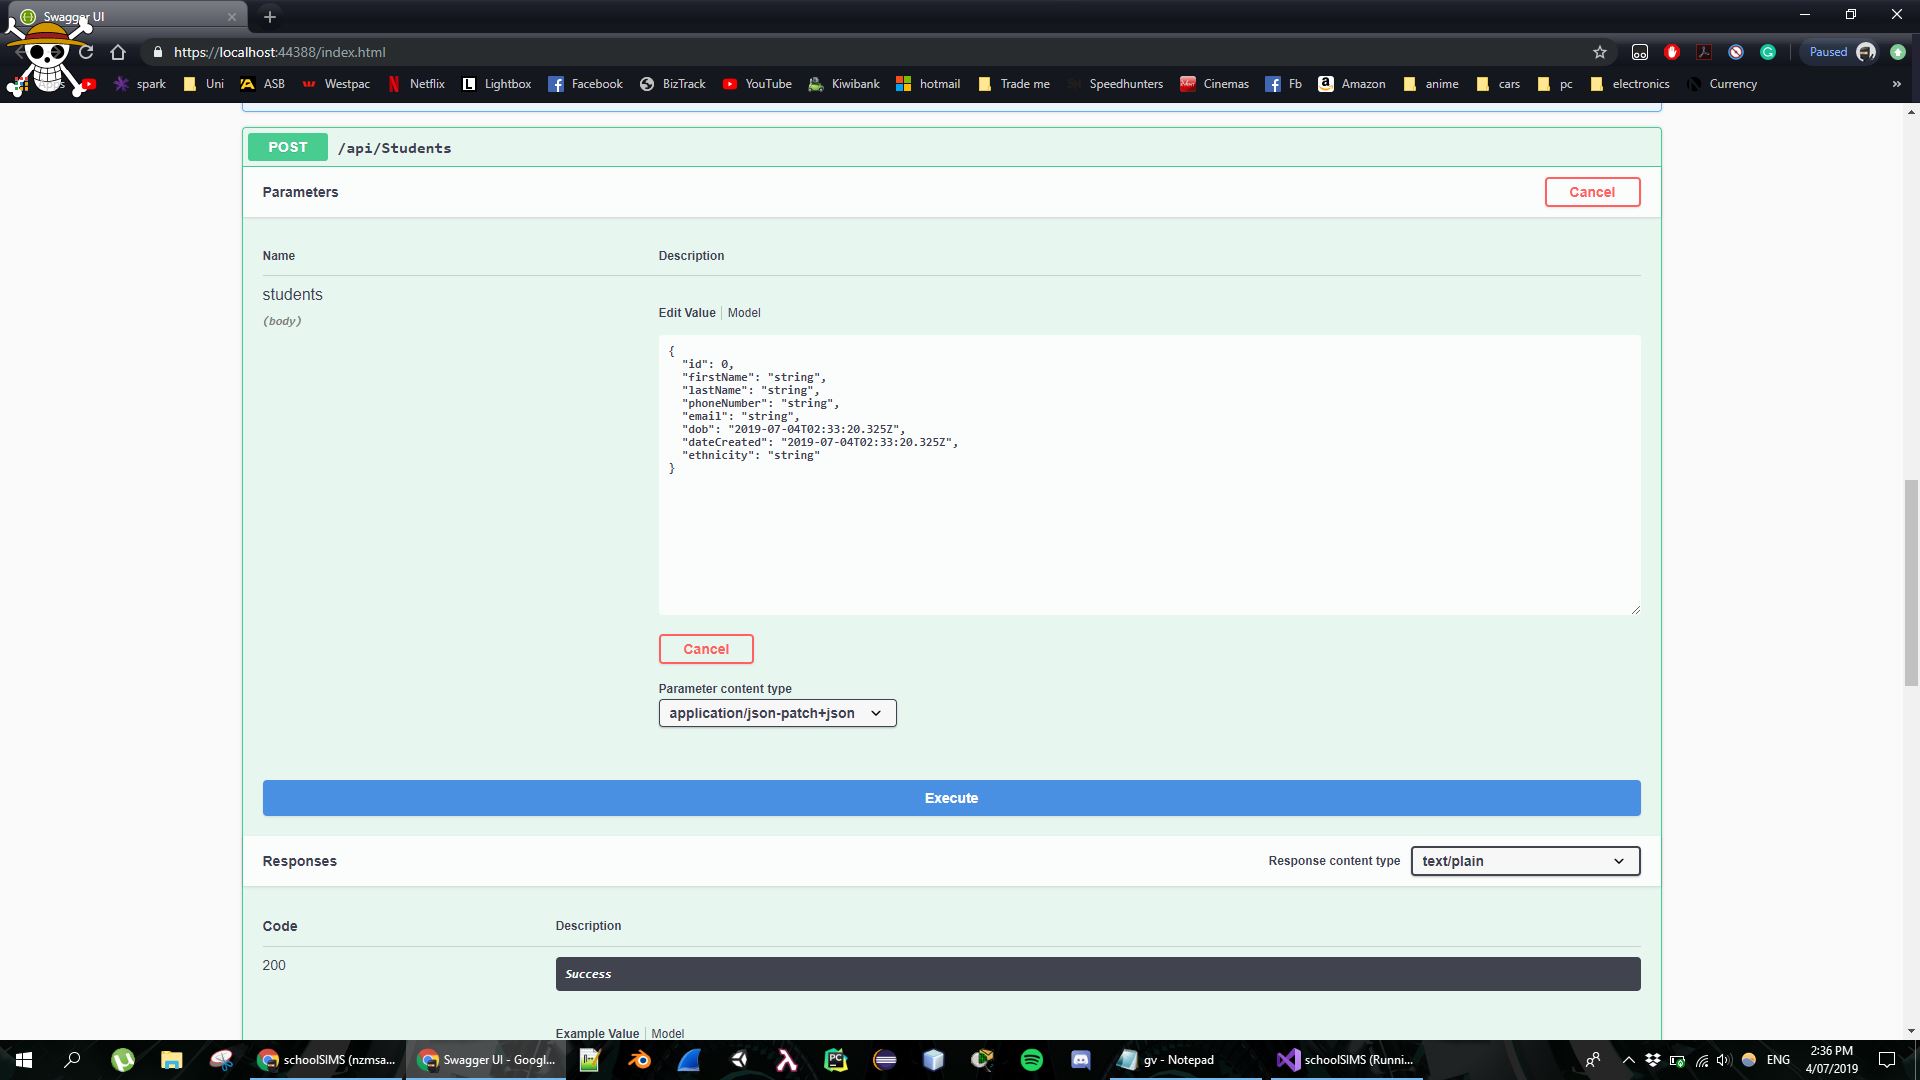 Swagger UI
https://localhost:44388/index.html
Paused
Apps
spark Uni ASB Westpac Netflix Lightbox Facebook BizTrack YouTube Kiwibank hotmail Trade me Speedhunters Cinemas Fb Amazon anime cars pc electronics Currency »
POST /api/Students
Parameters Cancel
Name Description
students
(body)
Edit Value Model
{
"id": 0,
"firstName": "string",
"lastName": "string",
"phoneNumber": "string",
"email": "string",
"dob": "2019-07-04T02:33:20.325Z",
"dateCreated": "2019-07-04T02:33:20.325Z",
"ethnicity": "string"
}
Cancel
Parameter content type
application/json-patch+json
Execute
Responses Response content type text/plain
Code Description
200 Success
Example Value Model
schoolSIMS (nzmsa... Swagger UI - Googl... gv - Notepad schoolSIMS (Runni... ENG
2:36 PM
4/07/2019